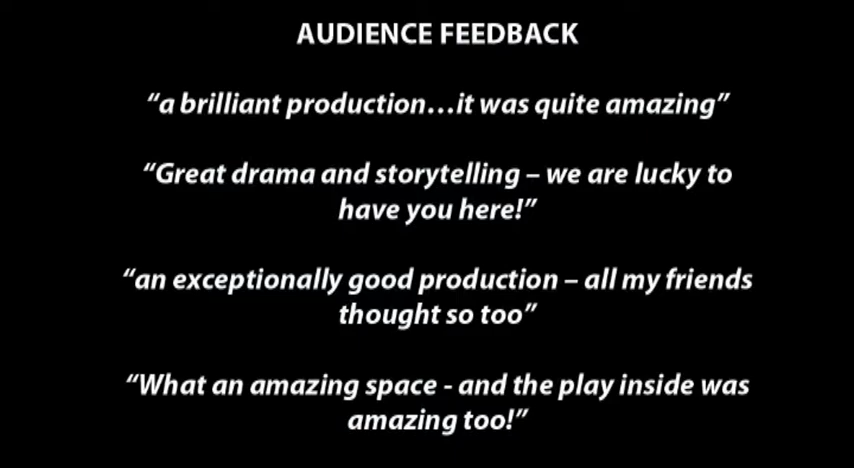 AUDIENCE FEEDBACK
“a brilliant production…it was quite amazing”
“Great drama and storytelling – we are lucky to
have you here!”
“an exceptionally good production – all my friends
thought so too”
“What an amazing space - and the play inside was
amazing too!”